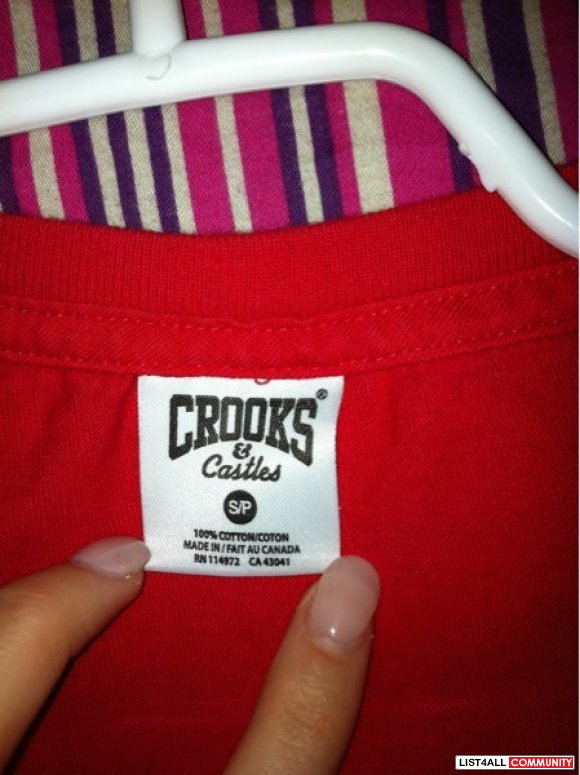 CROOKS®
&
Castles
S/P
100% COTTON/COTON
MADE IN / FAIT AU CANADA
RN 114972 CA 43041
LIST4ALL COMMUNITY